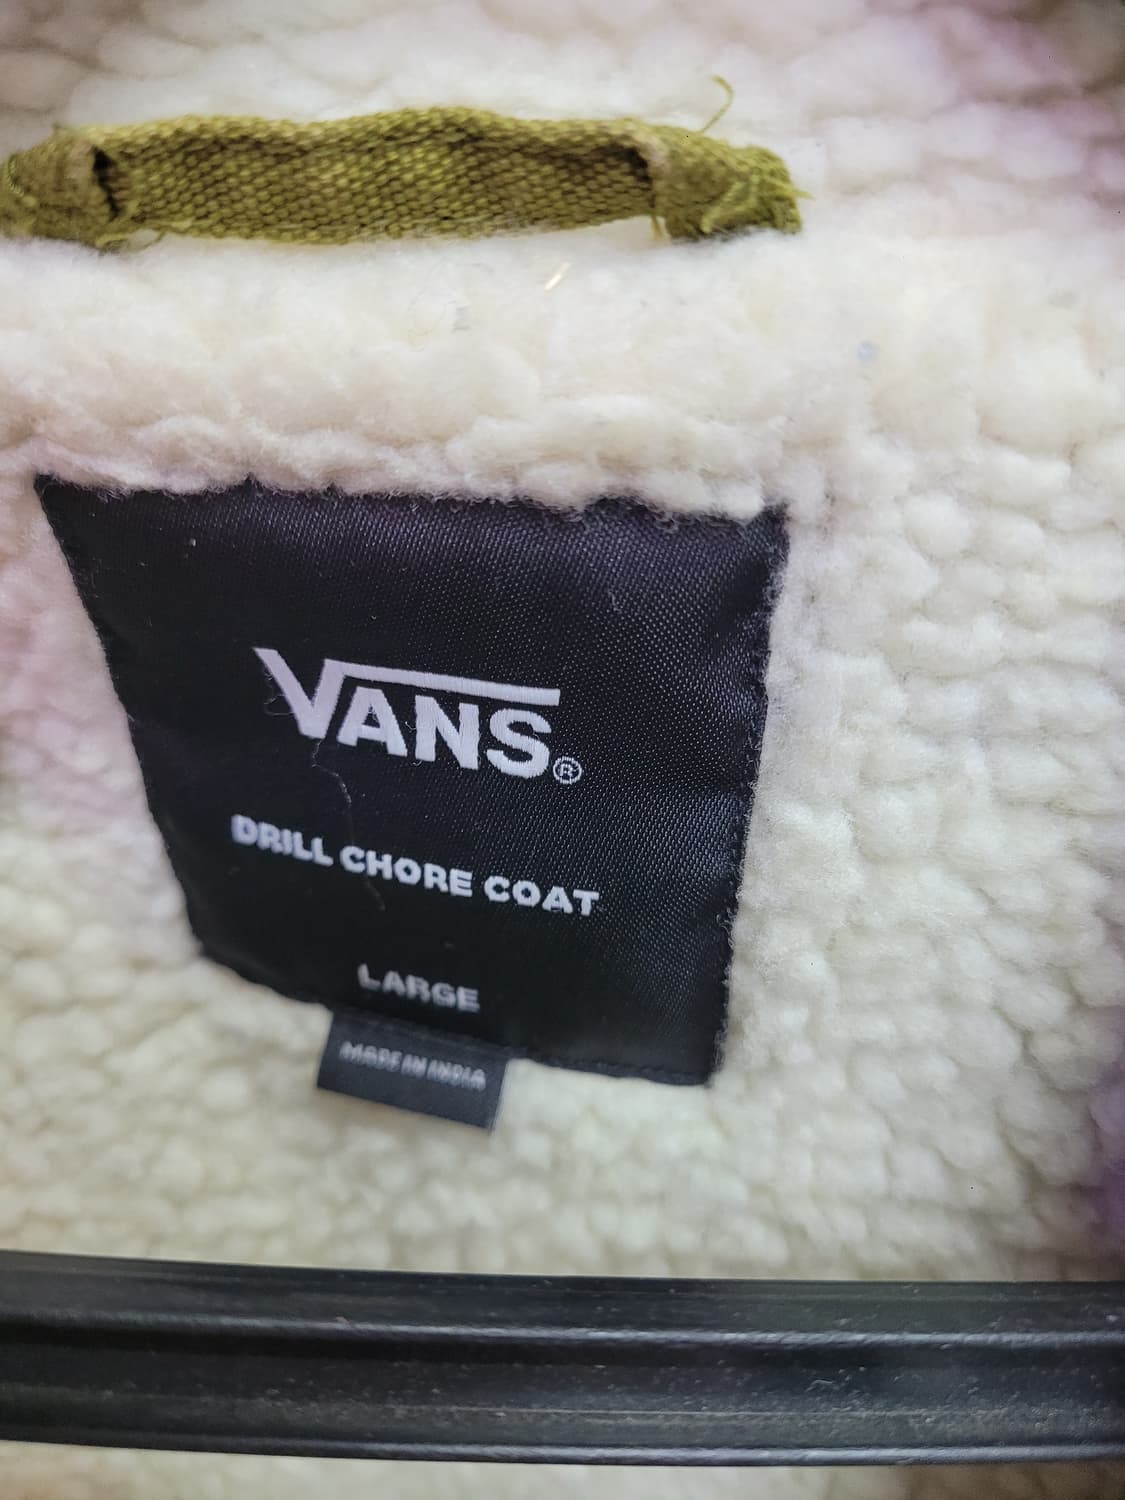 VANS®
DRILL CHORE COAT
LARGE
MADE IN INDIA